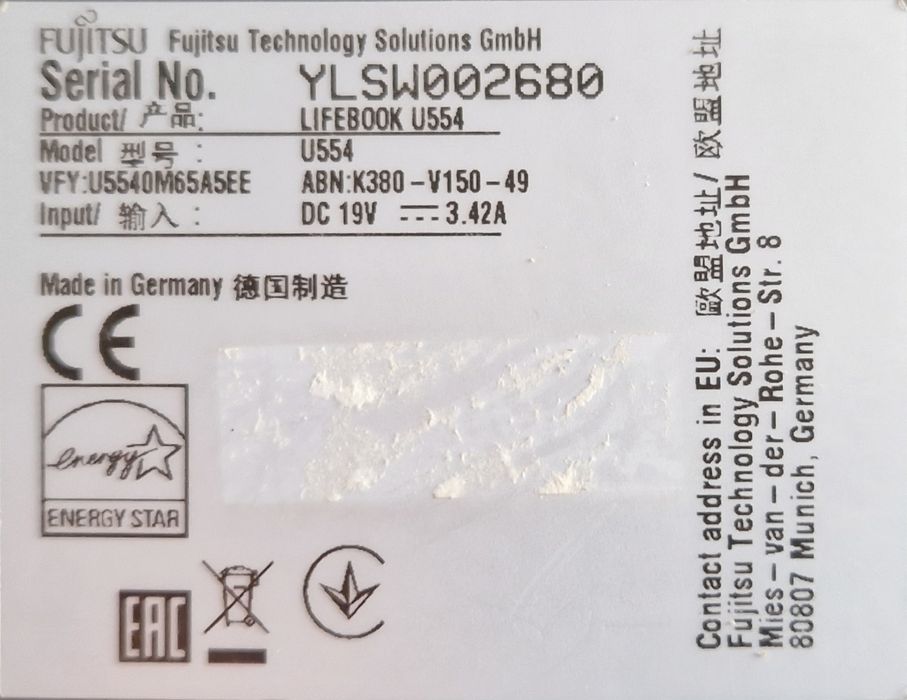 FUJITSU Fujitsu Technology Solutions GmbH
Serial No. YLSW002680
Product/ 产品: LIFEBOOK U554
Model 型号 : U554
VFY:U5540M65A5EE ABN:K380-V150-49
Input/ 输入 : DC 19V ⎓ 3.42A
Made in Germany 德国制造
CE
energy
ENERGY STAR
EAC
Contact address in EU: 歐盟地址/ 欧盟地址
Fujitsu Technology Solutions GmbH
Mies-van-der-Rohe-Str. 8
80807 Munich, Germany